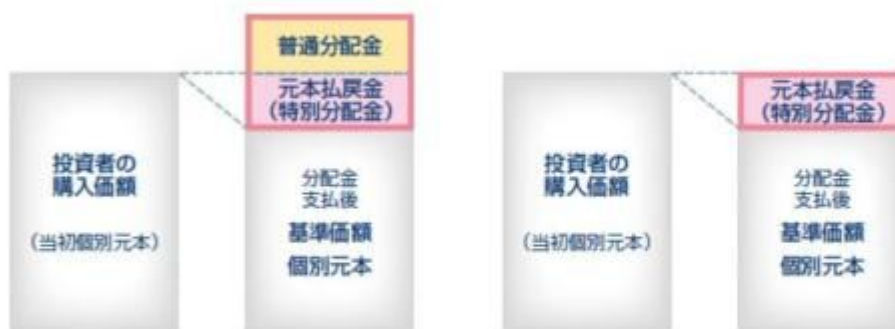 普通分配金
元本払戻金
（特別分配金）
投資者の
購入価額
（当初個別元本）
分配金
支払後
基準価額
個別元本
元本払戻金
（特別分配金）
投資者の
購入価額
（当初個別元本）
分配金
支払後
基準価額
個別元本